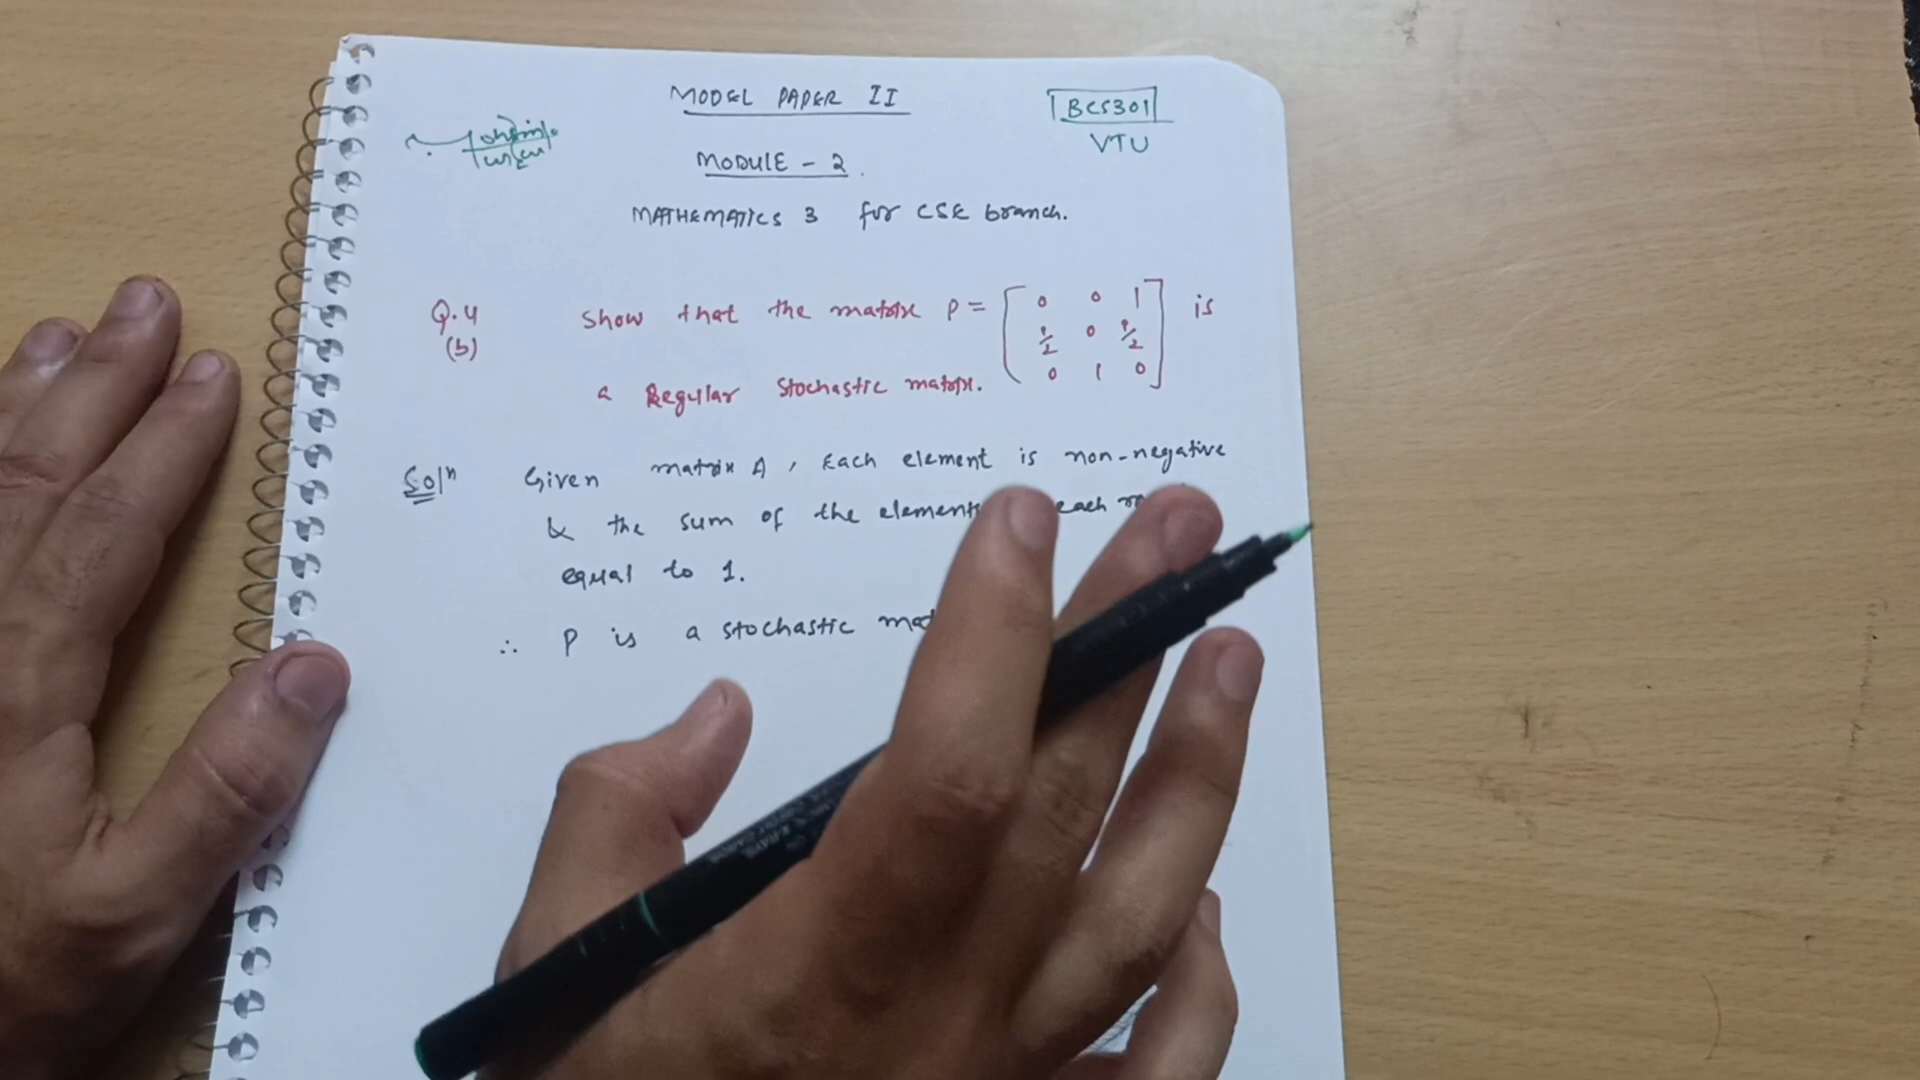 MODEL PAPER II
BCS301
VTU
MODULE - 2.
MATHEMATICS 3 for CSE branch.
Q.4 Show that the matrix P = [ 0 0 1 ] is
(b) [ 1/2 0 1/2 ]
[ 0 1 0 ]
a Regular Stochastic matrix.
Solⁿ Given matrix A, Each element is non-negative
& the sum of the elements each
equal to 1.
∴ P is a stochastic